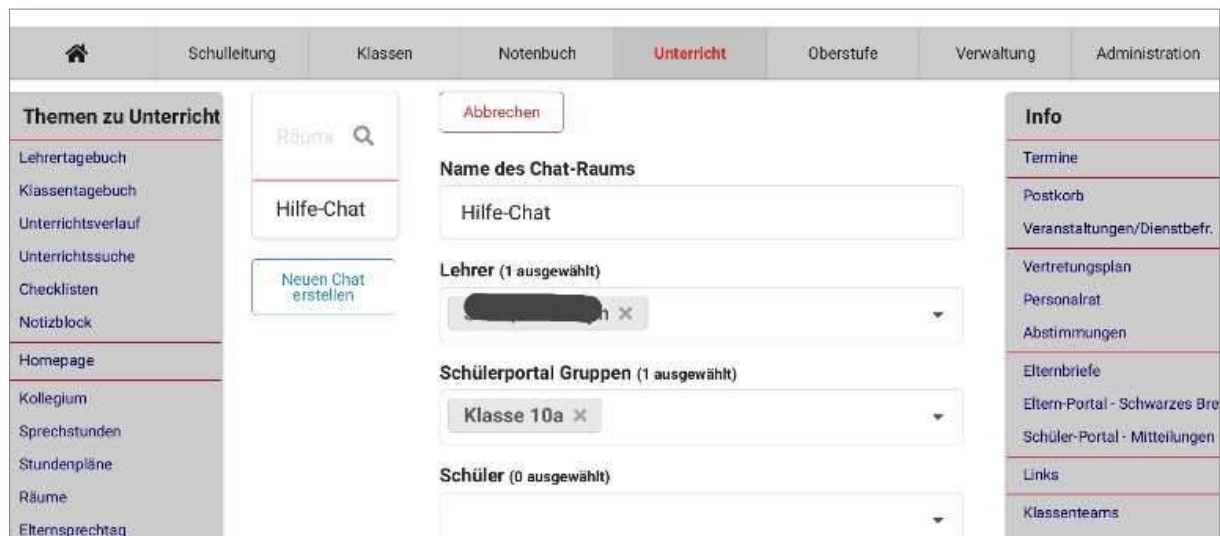 Schulleitung Klassen Notenbuch Unterricht Oberstufe Verwaltung Administration
Themen zu Unterricht
Lehrertagebuch
Klassentagebuch
Unterrichtsverlauf
Unterrichtssuche
Checklisten
Notizblock
Homepage
Kollegium
Sprechstunden
Stundenpläne
Räume
Elternsprechtag
Räume
Hilfe-Chat
Neuen Chat
erstellen
Abbrechen
Name des Chat-Raums
Hilfe-Chat
Lehrer (1 ausgewählt)
Schülerportal Gruppen (1 ausgewählt)
Klasse 10a ×
Schüler (0 ausgewählt)
Info
Termine
Postkorb
Veranstaltungen/Dienstbefr.
Vertretungsplan
Personalrat
Abstimmungen
Elternbriefe
Eltern-Portal - Schwarzes Bre
Schüler-Portal - Mitteilungen
Links
Klassenteams